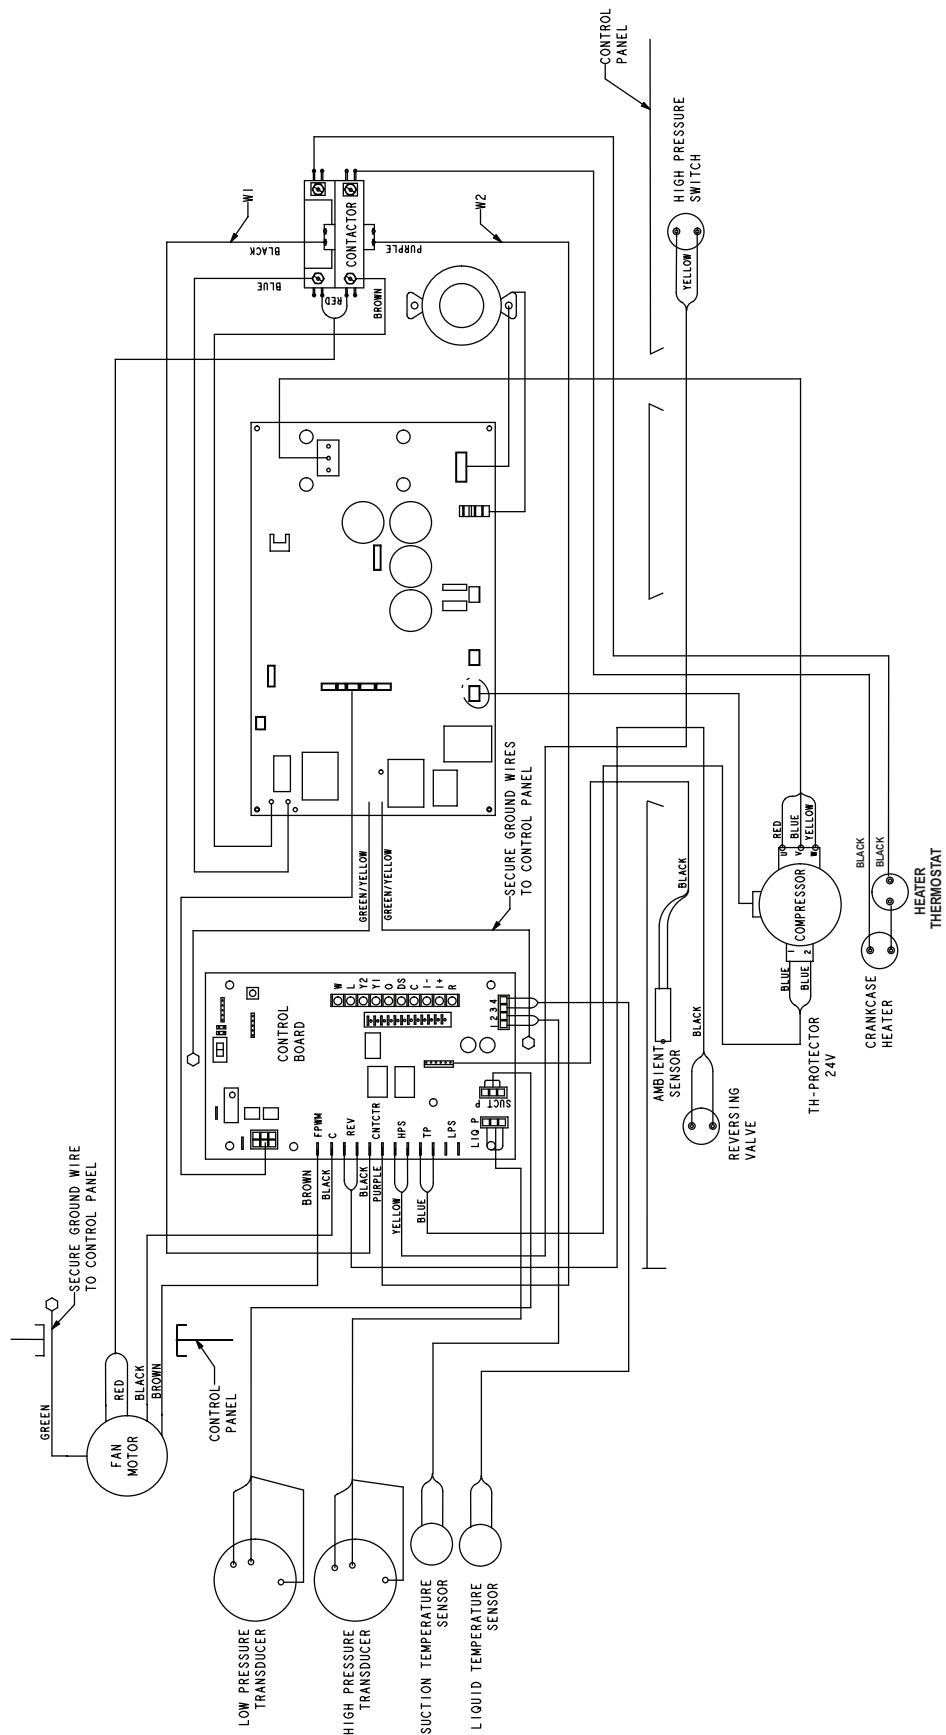 CONTROL
PANEL
HIGH PRESSURE
SWITCH
YELLOW
W1
W2
BLACK
PURPLE
CONTACTOR
BLUE
RED
BROWN
SECURE GROUND WIRES
TO CONTROL PANEL
GREEN/YELLOW
GREEN/YELLOW
CONTROL
BOARD
W
L
Y2
Y1
O
DS
C
I-
I+
R
1 2 3 4
FPWM
C
REV
CNTCTR
HPS
TP
LPS
LIQ P
SUCT P
BROWN
BLACK
BLACK
PURPLE
YELLOW
BLUE
SECURE GROUND WIRE
TO CONTROL PANEL
GREEN
RED
BLACK
BROWN
FAN
MOTOR
CONTROL
PANEL
LOW PRESSURE
TRANSDUCER
HIGH PRESSURE
TRANSDUCER
SUCTION TEMPERATURE
SENSOR
LIQUID TEMPERATURE
SENSOR
BLACK
AMBIENT
SENSOR
BLACK
REVERSING
VALVE
RED
BLUE
YELLOW
U
V
W
COMPRESSOR
1
2
BLUE
BLUE
TH-PROTECTOR
24V
BLACK
BLACK
CRANKCASE
HEATER
HEATER
THERMOSTAT